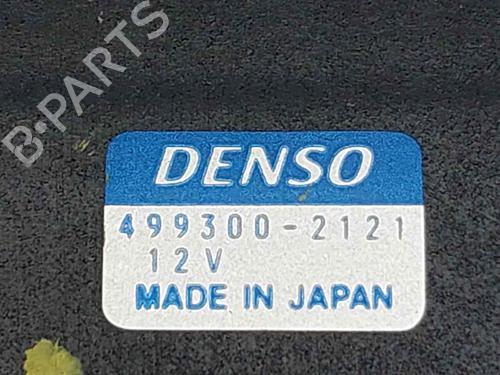 B-PARTS
DENSO
499300-2121
12V
MADE IN JAPAN